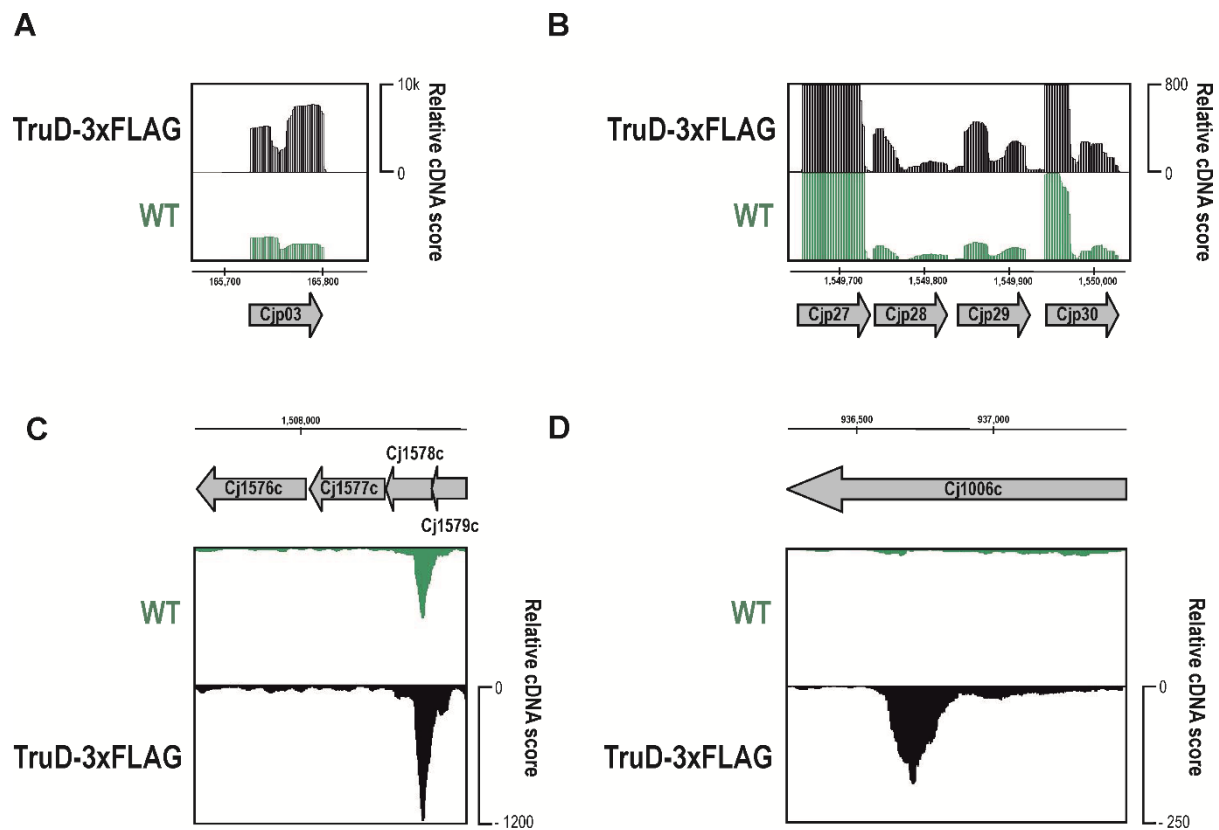 A
TruD-3xFLAG
WT
10k
0
Relative cDNA score
165,700
165,800
Cjp03
B
TruD-3xFLAG
WT
800
0
Relative cDNA score
1,549,700
1,549,800
1,549,900
1,550,000
Cjp27
Cjp28
Cjp29
Cjp30
C
1,508,000
Cj1578c
Cj1576c
Cj1577c
Cj1579c
WT
TruD-3xFLAG
0
- 1200
Relative cDNA score
D
936,500
937,000
Cj1006c
WT
TruD-3xFLAG
0
- 250
Relative cDNA score